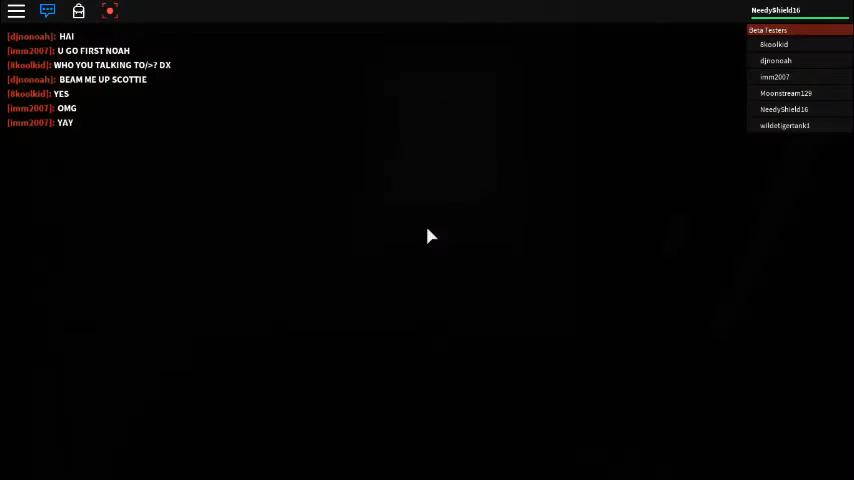 NeedyShield16
[djnonoah]: HAI
[imm2007]: U GO FIRST NOAH
[8koolkid]: WHO YOU TALKING TO/>? DX
[djnonoah]: BEAM ME UP SCOTTIE
[8koolkid]: YES
[imm2007]: OMG
[imm2007]: YAY
Beta Testers
8koolkid
djnonoah
imm2007
Moonstream129
NeedyShield16
wildetigertank1